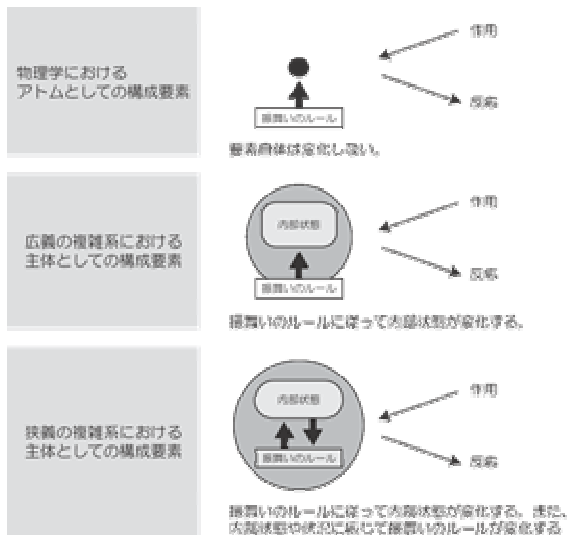 物理学における
アトムとしての構成要素
作用
反応
振舞いのルール
要素自体は変化しない。
広義の複雑系における
主体としての構成要素
内部状態
作用
反応
振舞いのルール
振舞いのルールに従って内部状態が変化する。
狭義の複雑系における
主体としての構成要素
内部状態
作用
反応
振舞いのルール
振舞いのルールに従って内部状態が変化する。また、
内部状態や状況に応じて振舞いのルールが変化する